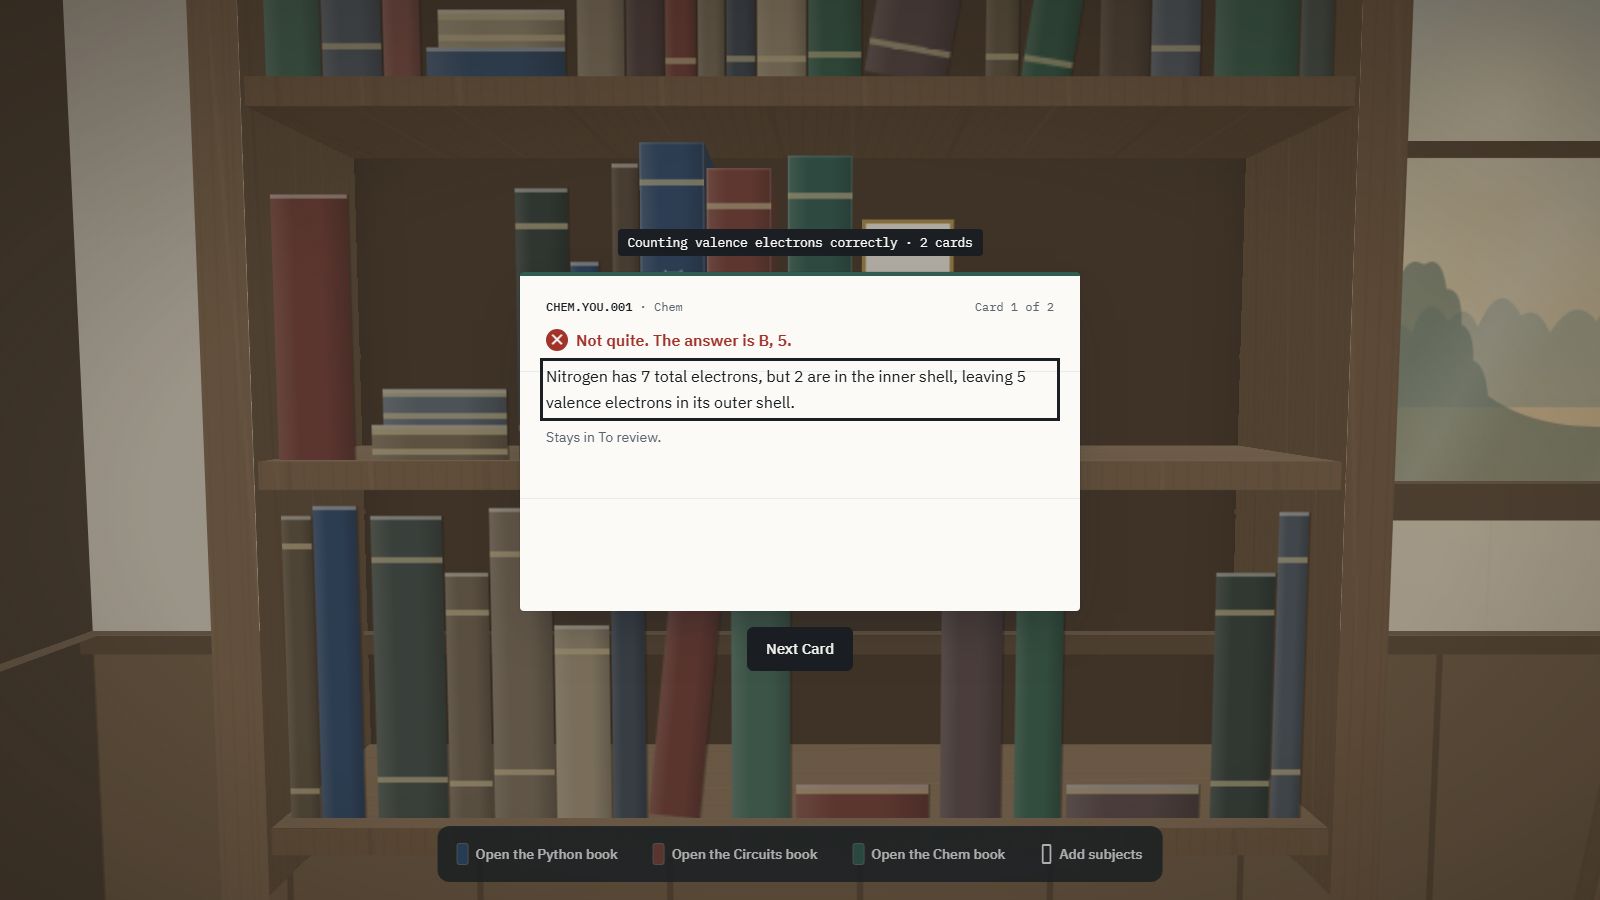 Counting valence electrons correctly · 2 cards
CHEM.YOU.001 · Chem
Card 1 of 2
Not quite. The answer is B, 5.
Nitrogen has 7 total electrons, but 2 are in the inner shell, leaving 5
valence electrons in its outer shell.
Stays in To review.
Next Card
Open the Python book
Open the Circuits book
Open the Chem book
Add subjects